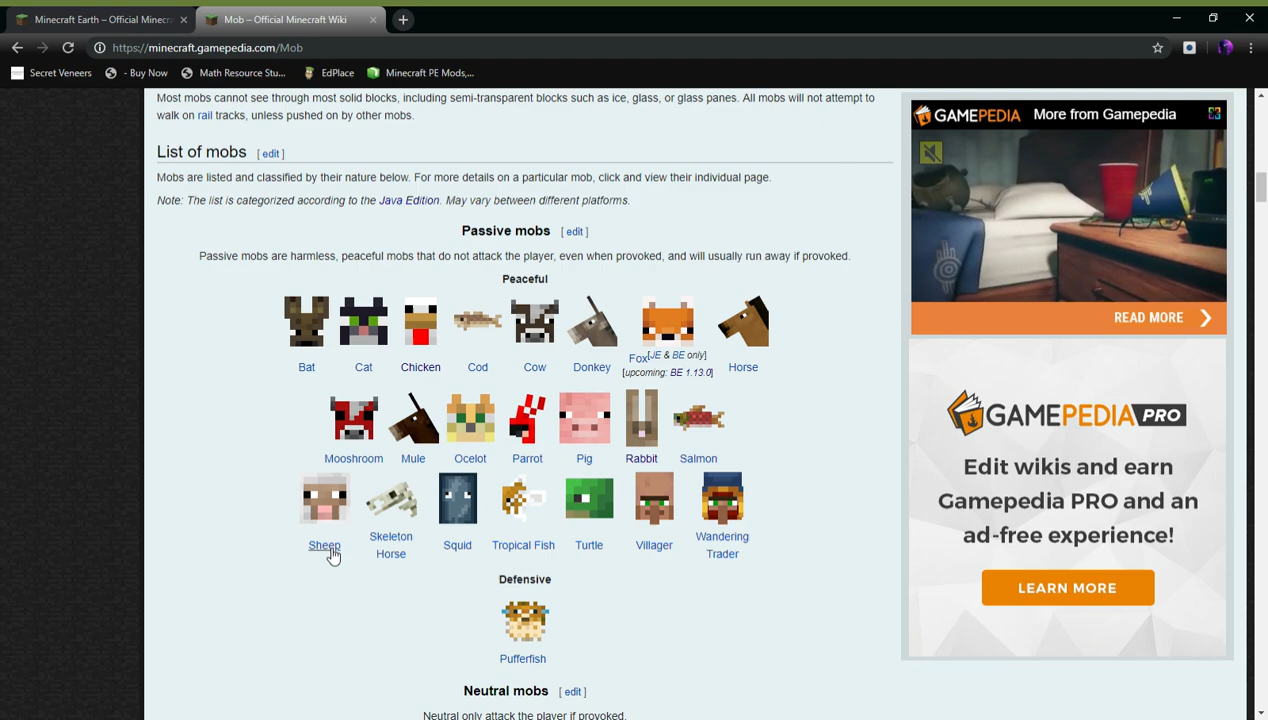 Minecraft Earth – Official Minecr
Mob – Official Minecraft Wiki
https://minecraft.gamepedia.com/Mob
Secret Veneers
- Buy Now
Math Resource Stu...
EdPlace
Minecraft PE Mods,...
Most mobs cannot see through most solid blocks, including semi-transparent blocks such as ice, glass, or glass panes. All mobs will not attempt to
walk on rail tracks, unless pushed on by other mobs.
List of mobs [ edit ]
Mobs are listed and classified by their nature below. For more details on a particular mob, click and view their individual page.
Note: The list is categorized according to the Java Edition. May vary between different platforms.
Passive mobs [ edit ]
Passive mobs are harmless, peaceful mobs that do not attack the player, even when provoked, and will usually run away if provoked.
Peaceful
Bat Cat Chicken Cod Cow Donkey Fox[JE & BE only] Horse
[upcoming: BE 1.13.0]
Mooshroom Mule Ocelot Parrot Pig Rabbit Salmon
Sheep Skeleton Horse Squid Tropical Fish Turtle Villager Wandering Trader
Defensive
Pufferfish
Neutral mobs [ edit ]
Neutral only attack the player if provoked.
GAMEPEDIA More from Gamepedia
READ MORE
GAMEPEDIA PRO
Edit wikis and earn
Gamepedia PRO and an
ad-free experience!
LEARN MORE